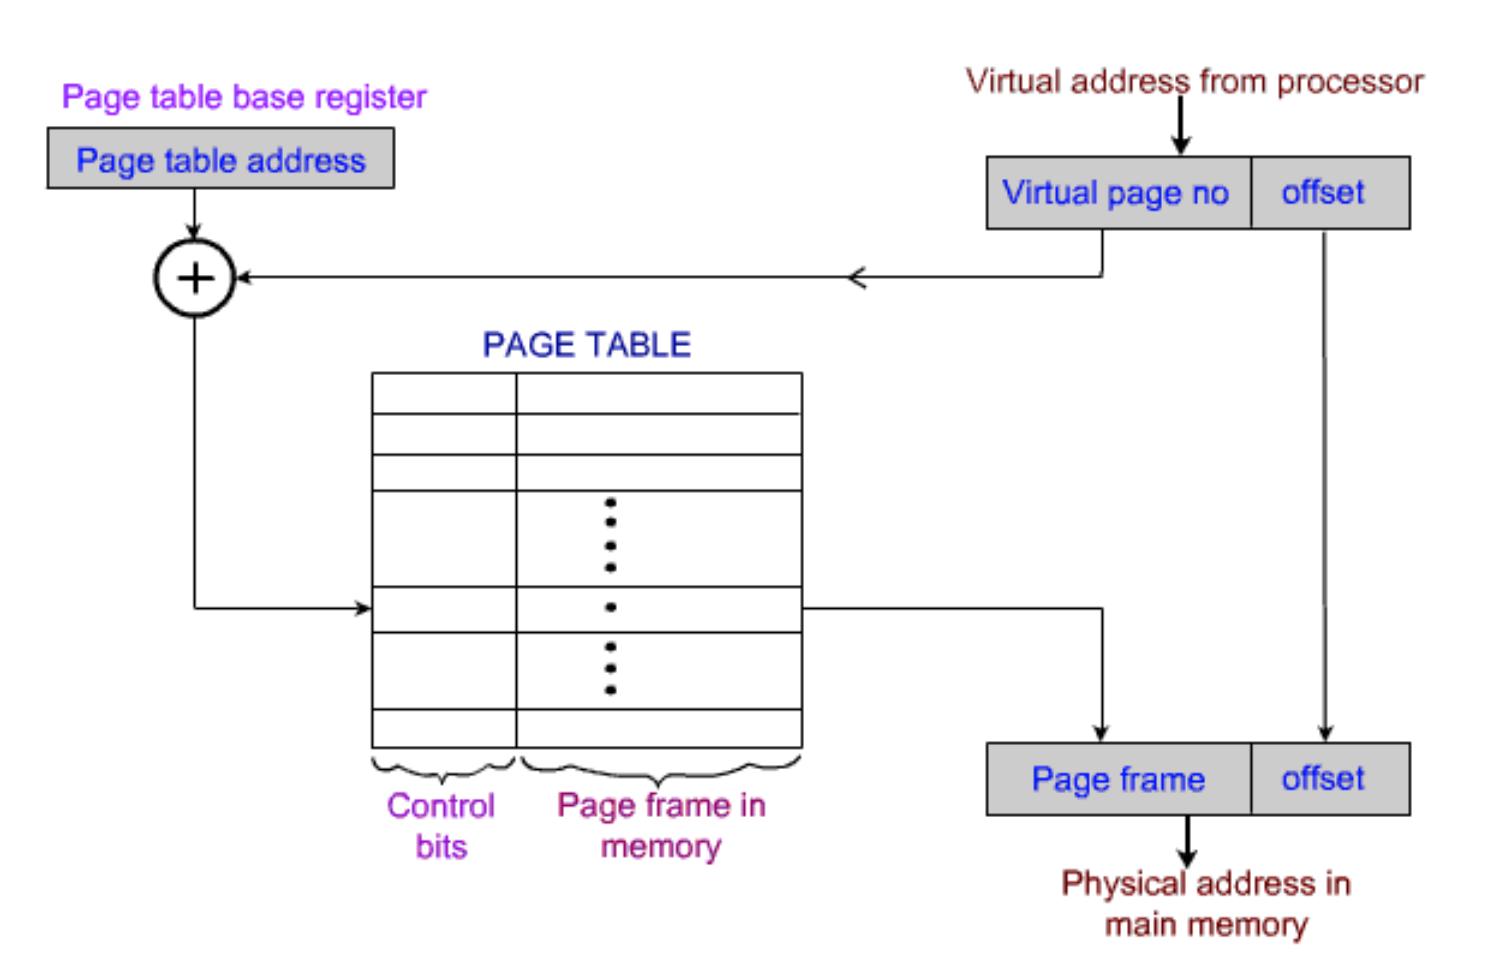 Page table base register
Page table address
Virtual address from processor
Virtual page no
offset
+
PAGE TABLE
Control
bits
Page frame in
memory
Page frame
offset
Physical address in
main memory